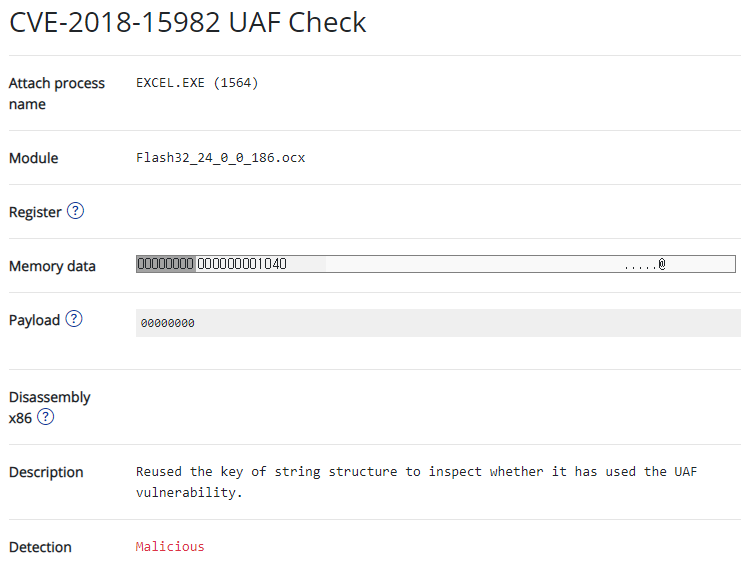 CVE-2018-15982 UAF Check
Attach process name
EXCEL.EXE (1564)
Module
Flash32_24_0_0_186.ocx
Register ?
Memory data
00000000 000000001040 .....@
Payload ?
00000000
Disassembly x86 ?
Description
Reused the key of string structure to inspect whether it has used the UAF
vulnerability.
Detection
Malicious